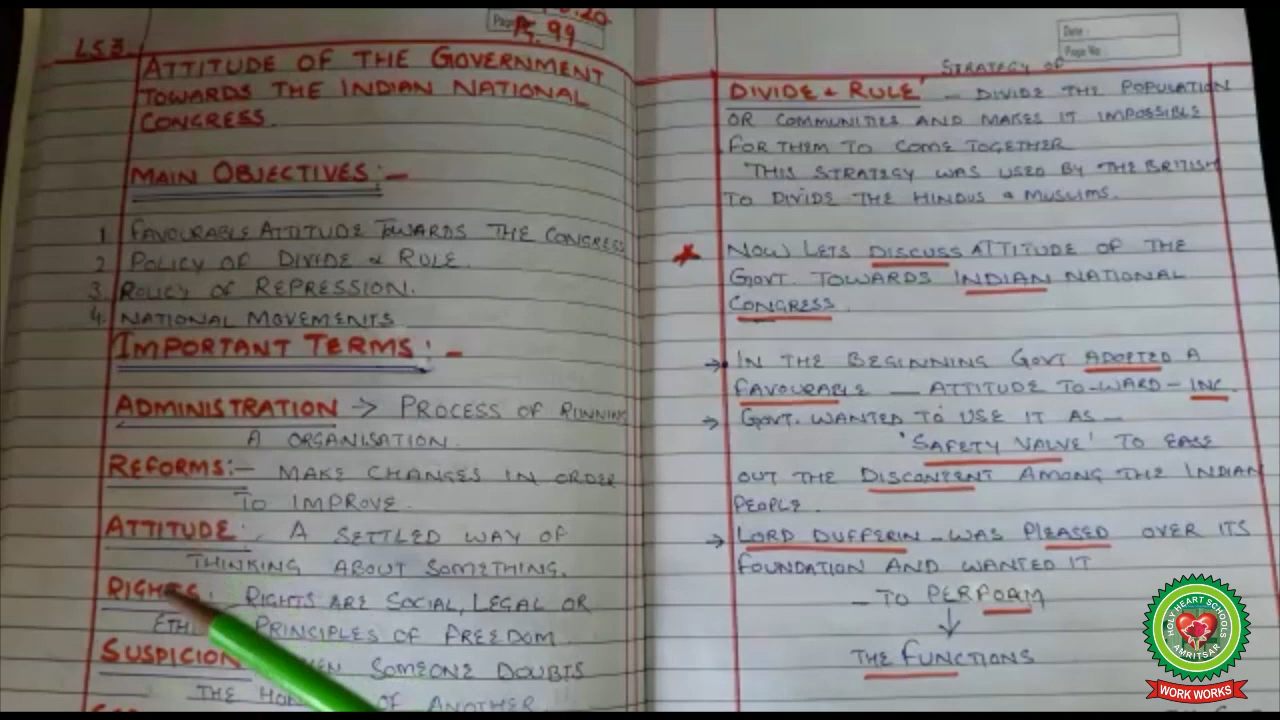 LS 3.
Page
Pg. 99
ATTITUDE OF THE GOVERNMENT
TOWARDS THE INDIAN NATIONAL
CONGRESS.
MAIN OBJECTIVES:-
1. FAVOURABLE ATTITUDE TOWARDS THE CONGRESS
2. POLICY OF DIVIDE & RULE.
3. POLICY OF REPRESSION.
4. NATIONAL MOVEMENTS
IMPORTANT TERMS:-
ADMINISTRATION -> PROCESS OF RUNNING
A ORGANISATION.
REFORMS:- MAKE CHANGES IN ORDER
TO IMPROVE.
ATTITUDE: A SETTLED WAY OF
THINKING ABOUT SOMETHING.
RIGHTS: RIGHTS ARE SOCIAL, LEGAL OR
PRINCIPLES OF FREEDOM
SUSPICION SOMEONE DOUBTS
THE OF ANOTHER
Date :
Page No :
STRATEGY OF
'DIVIDE & RULE' - DIVIDE THE POPULATION
OR COMMUNITIES AND MAKES IT IMPOSSIBLE
FOR THEM TO COME TOGETHER
THIS STRATEGY WAS USED BY THE BRITISH
TO DIVIDE THE HINDUS & MUSLIMS.
NOW LETS DISCUSS ATTITUDE OF THE
GOVT. TOWARDS INDIAN NATIONAL
CONGRESS.
-> IN THE BEGINNING GOVT ADOPTED A
FAVOURABLE - ATTITUDE TO-WARD - INC.
-> GOVT. WANTED TO USE IT AS -
'SAFETY VALVE' TO EASE
OUT THE DISCONTENT AMONG THE INDIAN
PEOPLE.
-> LORD DUFFERIN - WAS PLEASED OVER ITS
FOUNDATION AND WANTED IT
- TO PERFORM
THE FUNCTIONS
HOLY HEART SCHOOLS
AMRITSAR
WORK WORKS